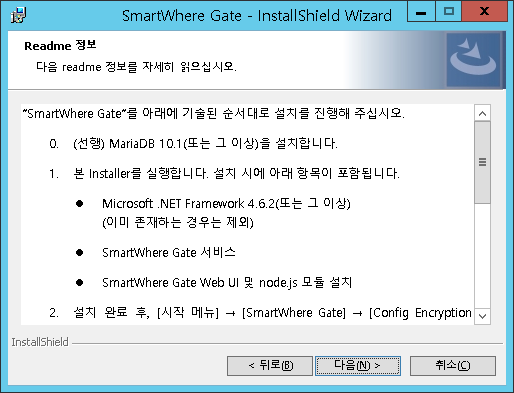 SmartWhere Gate - InstallShield Wizard
Readme 정보
다음 readme 정보를 자세히 읽으십시오.
"SmartWhere Gate"를 아래에 기술된 순서대로 설치를 진행해 주십시오.
0. (선행) MariaDB 10.1(또는 그 이상)을 설치합니다.
1. 본 Installer를 실행합니다. 설치 시에 아래 항목이 포함됩니다.
● Microsoft .NET Framework 4.6.2(또는 그 이상)
(이미 존재하는 경우는 제외)
● SmartWhere Gate 서비스
● SmartWhere Gate Web UI 및 node.js 모듈 설치
2. 설치 완료 후, [시작 메뉴] → [SmartWhere Gate] → [Config Encryption
InstallShield
< 뒤로(B) 다음(N) > 취소(C)